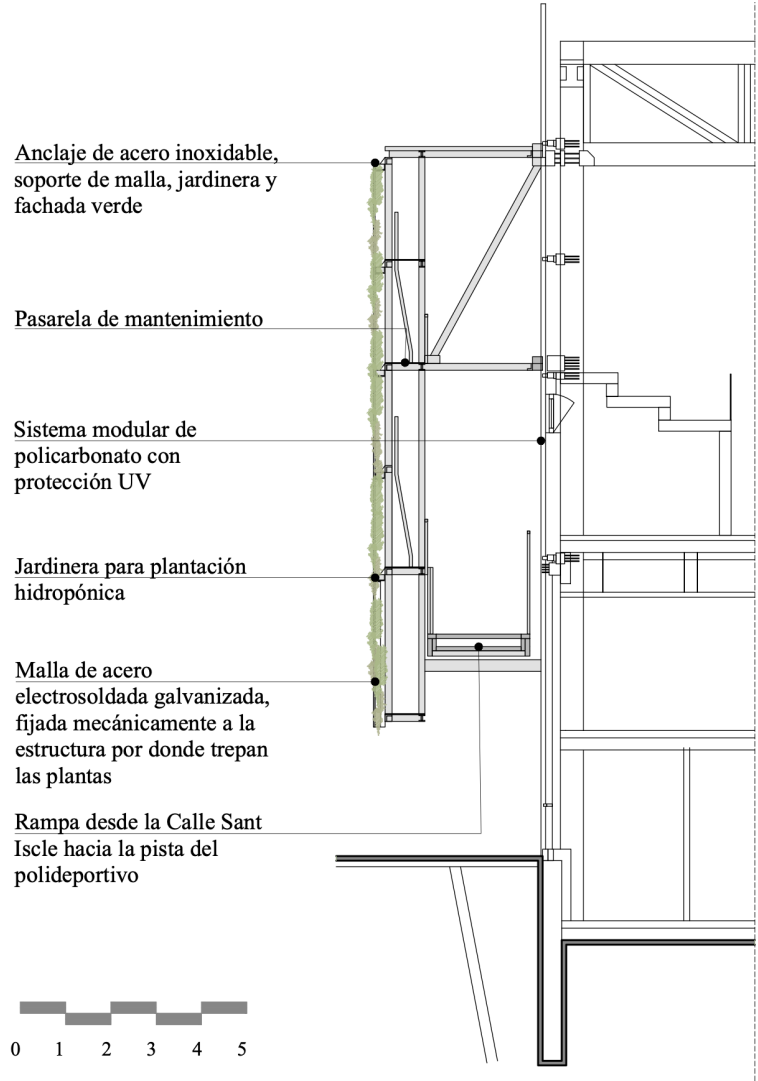 Anclaje de acero inoxidable,
soporte de malla, jardinera y
fachada verde
Pasarela de mantenimiento
Sistema modular de
policarbonato con
protección UV
Jardinera para plantación
hidropónica
Malla de acero
electrosoldada galvanizada,
fijada mecánicamente a la
estructura por donde trepan
las plantas
Rampa desde la Calle Sant
Iscle hacia la pista del
polideportivo
0 1 2 3 4 5